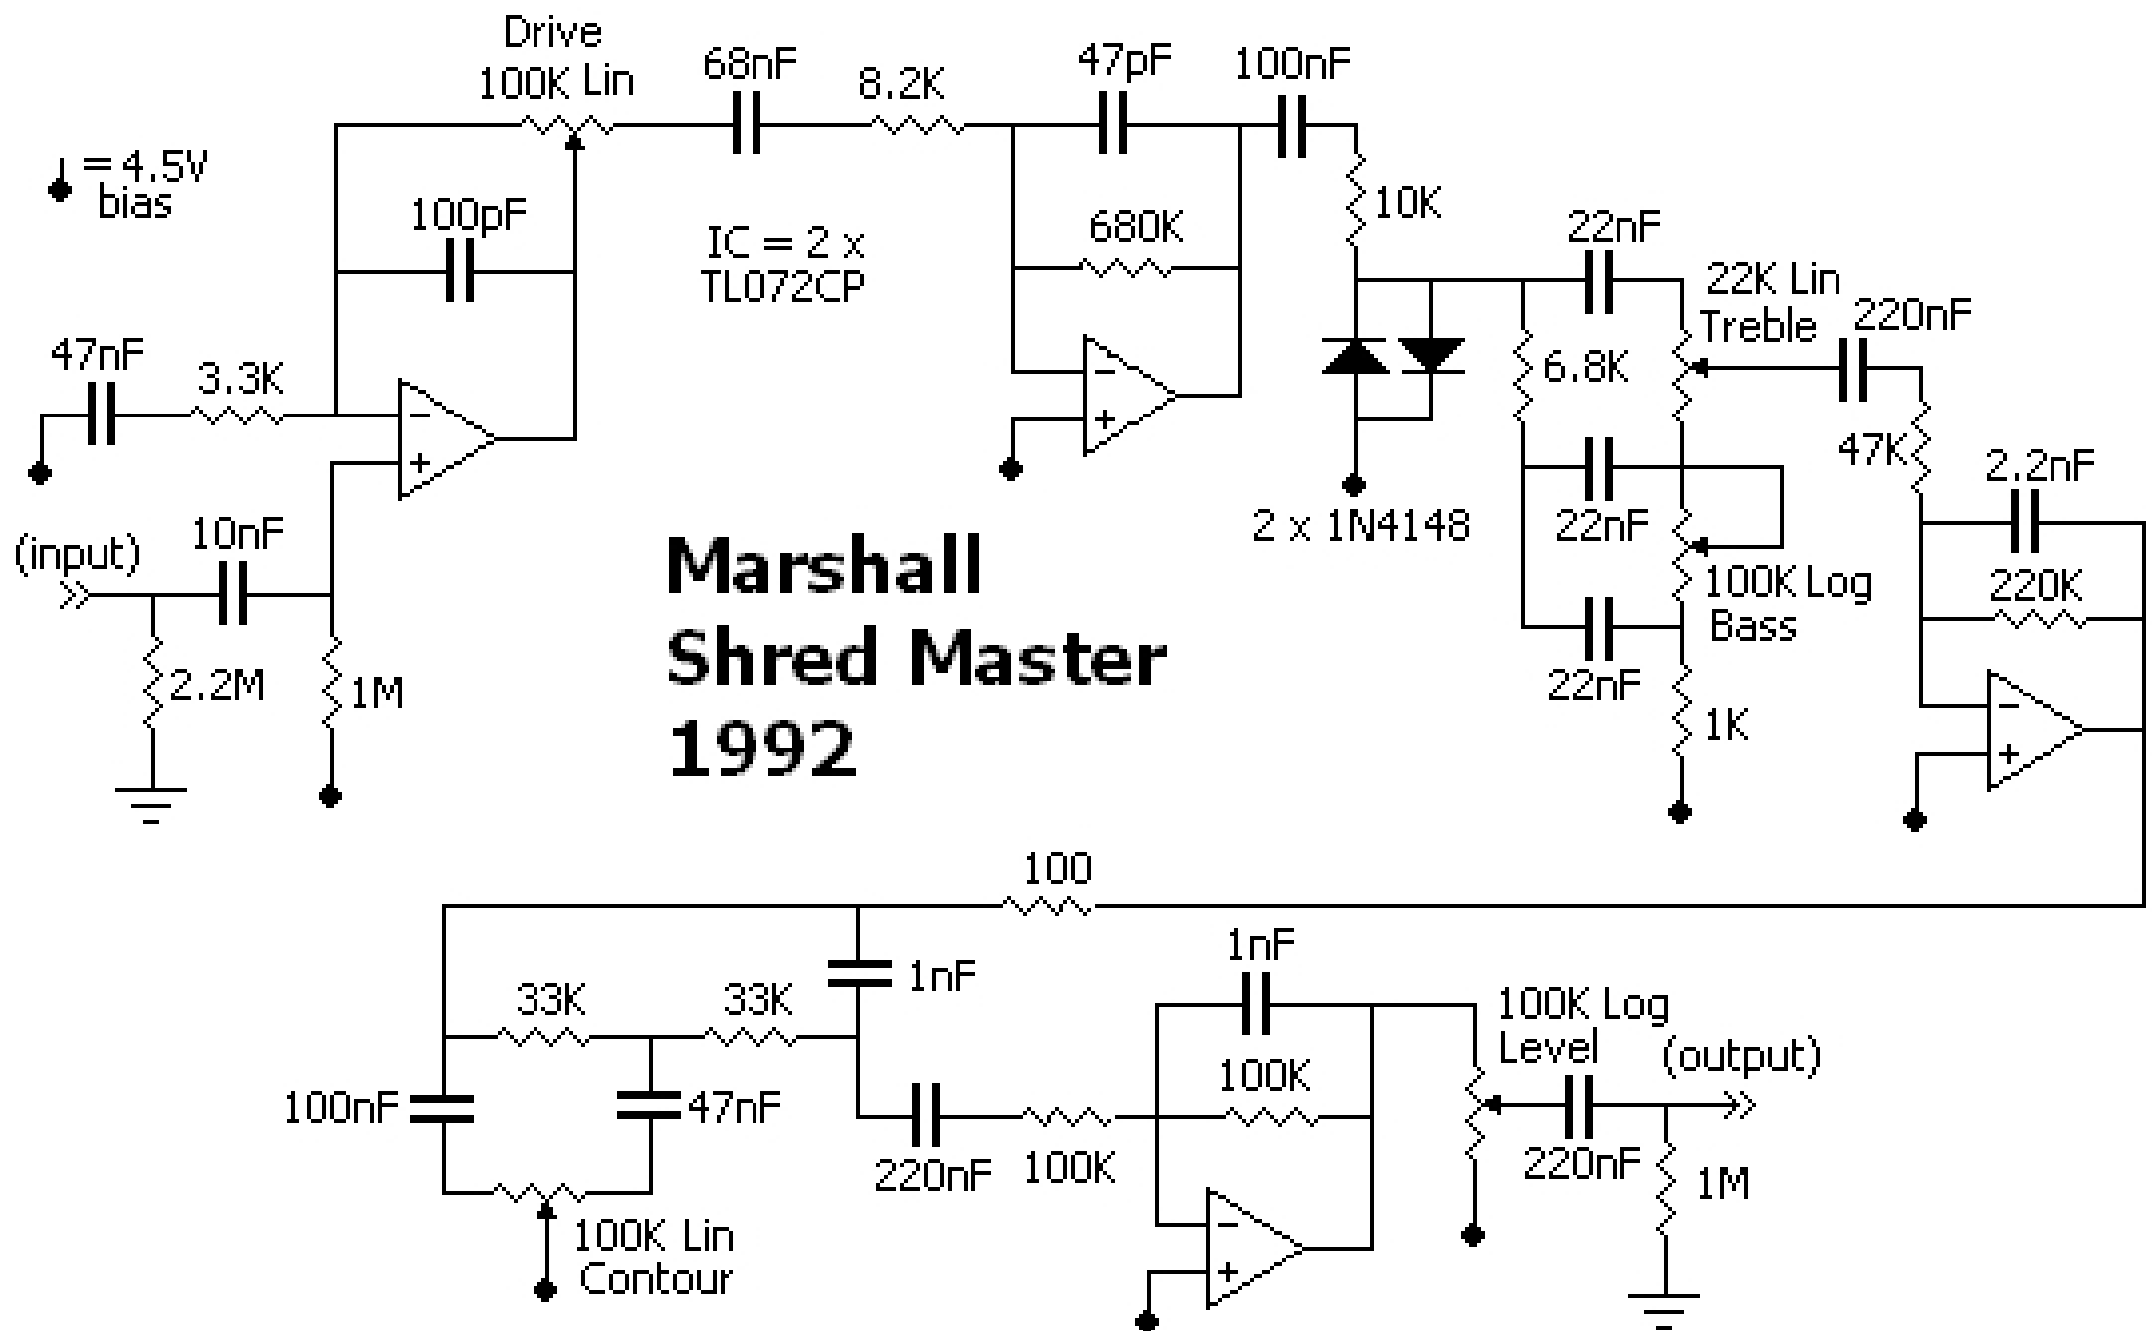 Drive
100K Lin
68nF
8.2K
47pF
100nF
= 4.5V
bias
100pF
IC = 2 x
TL072CP
680K
10K
22nF
22K Lin
Treble
220nF
47nF
3.3K
-
+
-
+
6.8K
47K
2.2nF
2 x 1N4148
22nF
(input)
10nF
100K Log
Bass
220K
22nF
2.2M
1M
1K
-
+
Marshall
Shred Master
1992
100
1nF
1nF
33K
33K
100K Log
Level
(output)
100nF
47nF
100K
220nF
100K
220nF
1M
100K Lin
Contour
-
+